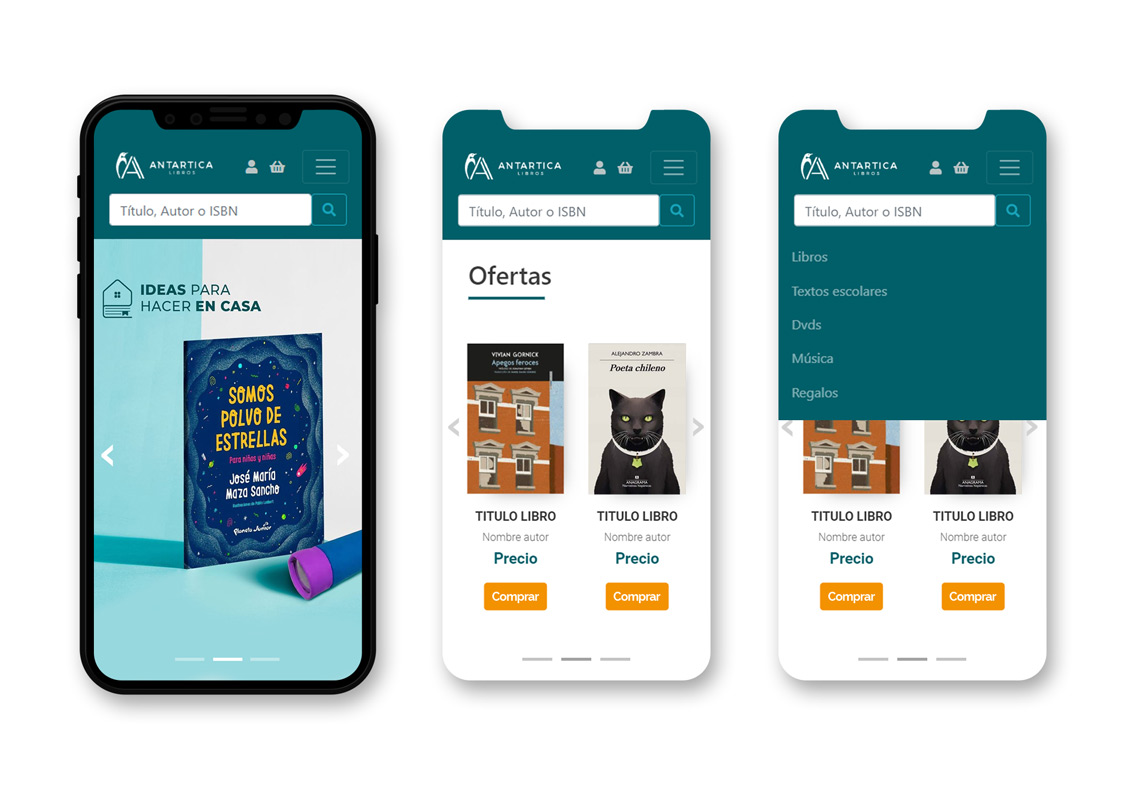 ANTARTICA
LIBROS
Título, Autor o ISBN
IDEAS PARA
HACER EN CASA
SOMOS
POLVO DE
ESTRELLAS
Para niños y niñas
José María
Maza Sancho
Planeta Junior
ANTARTICA
LIBROS
Título, Autor o ISBN
Ofertas
VIVIAN GORNICK
Apegos feroces
ALEJANDRO ZAMBRA
Poeta chileno
ANAGRAMA
TITULO LIBRO
TITULO LIBRO
Nombre autor
Nombre autor
Precio
Precio
Comprar
Comprar
ANTARTICA
LIBROS
Título, Autor o ISBN
Libros
Textos escolares
Dvds
Música
Regalos
ANAGRAMA
TITULO LIBRO
TITULO LIBRO
Nombre autor
Nombre autor
Precio
Precio
Comprar
Comprar